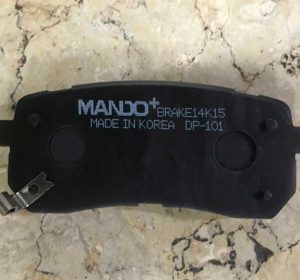 MANDO+ BRAKE14K15
MADE IN KOREA DP-101